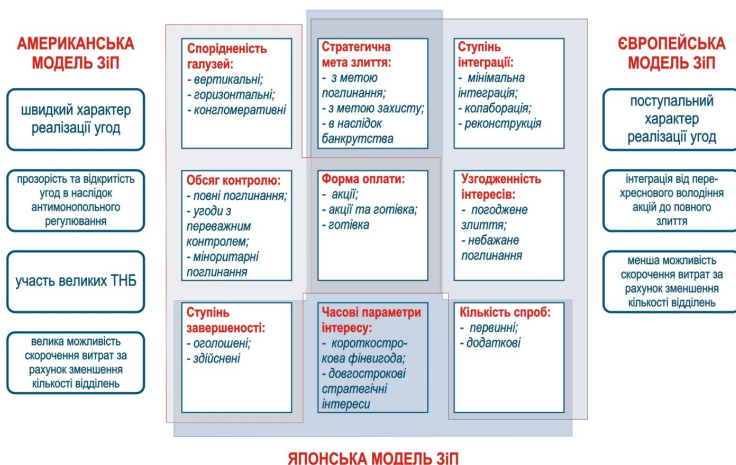 АМЕРИКАНСЬКА
МОДЕЛЬ ЗіП
швидкий характер
реалізації угод
прозорість та відкритість
угод в наслідок
антимонопольного
регулювання
участь великих ТНБ
велика можливість
скорочення витрат за
рахунок зменшення
кількості відділень
Спорідненість
галузей:
- вертикальні;
- горизонтальні;
- конгломеративні
Стратегична
мета злиття:
- з метою
поглинання;
- с метою захисту;
- в наслідок
банкрутства
Ступінь
інтеграції:
- мінімальна
інтеграція;
- колаборація;
- реконструкція
Обсяг контролю:
- повні поглинання;
- угоди з
переважним
контролем;
- міноритарні
поглинання
Форма оплати:
- акції;
- акції та готівка;
- готівка
Узгодженність
інтересів:
- погоджене
злиття;
- небажане
поглинання
Ступінь
завершеності:
- оголошені;
- здійснені
Часові параметри
інтересу:
- короткостро-
кова фінвигода;
- довгострокові
стратегічні
інтереси
Кількість спроб:
- первинні;
- додаткові
ЄВРОПЕЙСЬКА
МОДЕЛЬ ЗіП
поступальний
характер
реалізації угод
інтеграція від пере-
хресного володіння
акцій до повного
злиття
менша можливість
скорочення витрат за
рахунок зменшення
кількості відділень
ЯПОНСЬКА МОДЕЛЬ ЗіП